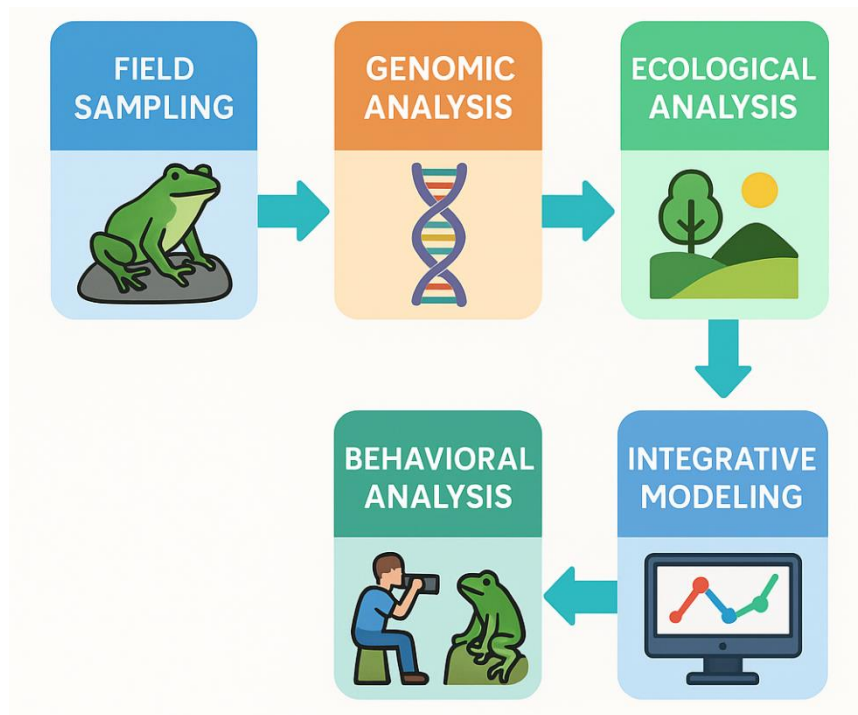 FIELD
SAMPLING
GENOMIC
ANALYSIS
ECOLOGICAL
ANALYSIS
INTEGRATIVE
MODELING
BEHAVIORAL
ANALYSIS